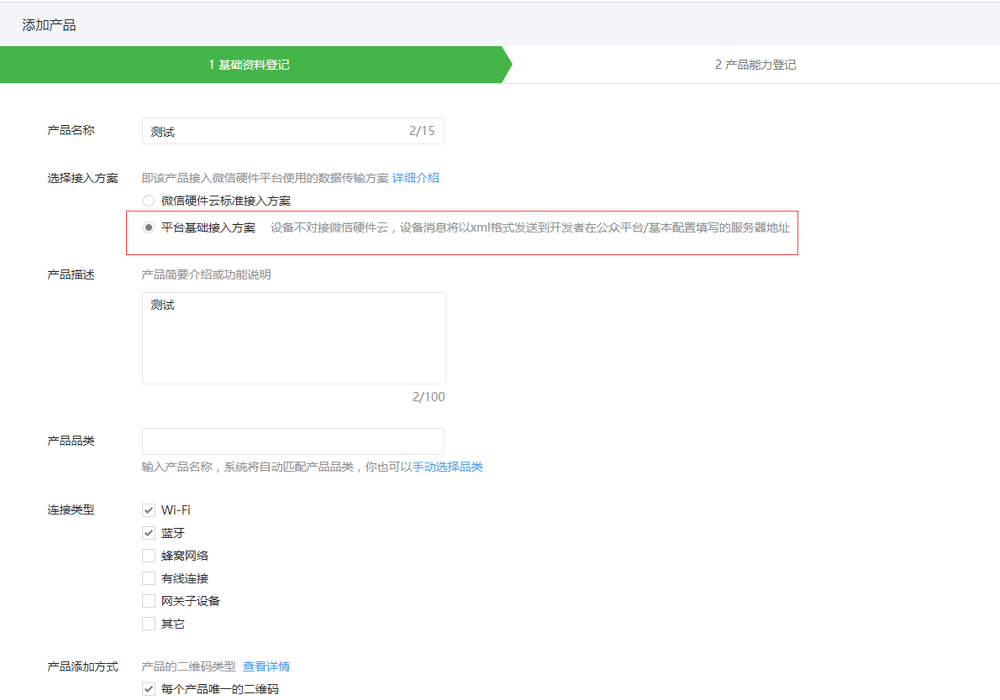 添加产品
1 基础资料登记
2 产品能力登记
产品名称
测试
2/15
选择接入方案
即该产品接入微信硬件平台使用的数据传输方案 详细介绍
微信硬件云标准接入方案
平台基础接入方案 设备不对接微信硬件云，设备消息将以xml格式发送到开发者在公众平台/基本配置填写的服务器地址
产品描述
产品简要介绍或功能说明
测试
2/100
产品品类
输入产品名称，系统将自动匹配产品品类，你也可以手动选择品类
连接类型
Wi-Fi
蓝牙
蜂窝网络
有线连接
网关子设备
其它
产品添加方式
产品的二维码类型 查看详情
每个产品唯一的二维码